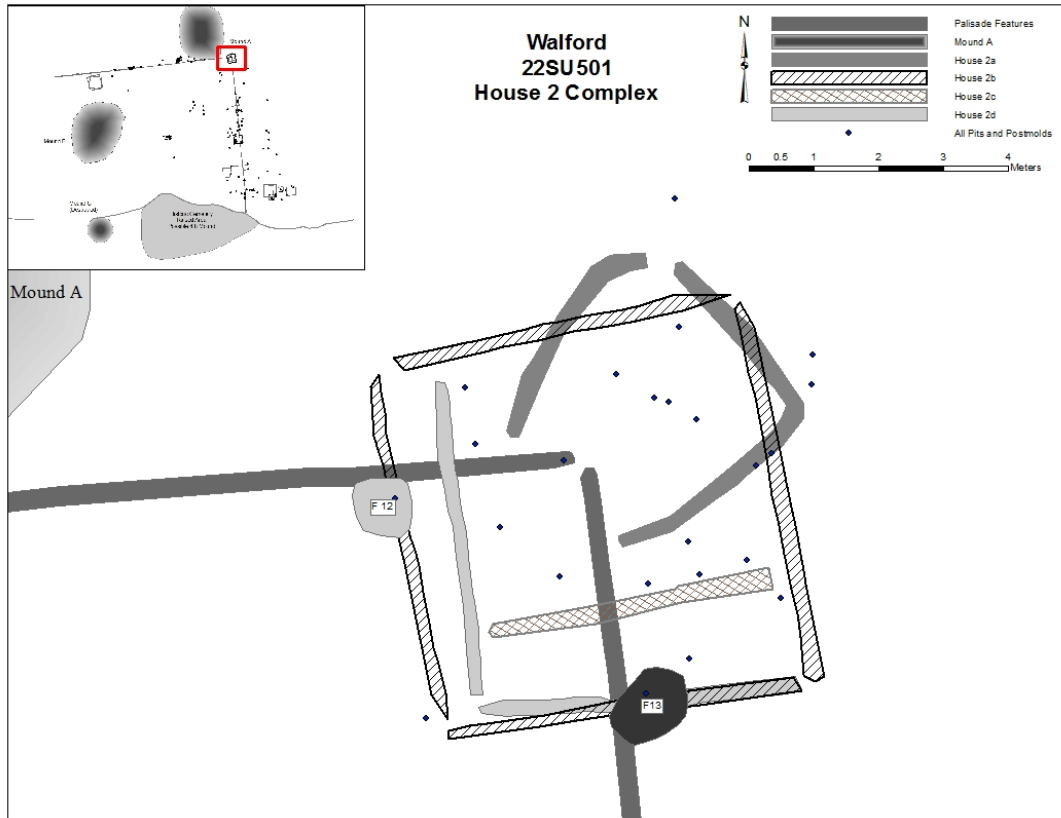 Mound A
Walford
22SU501
House 2 Complex
N
Palisade Features
Mound A
House 2a
House 2b
House 2c
House 2d
All Pits and Postmolds
0 0.5 1 2 3 4
Meters
Mound A
F 12
F13